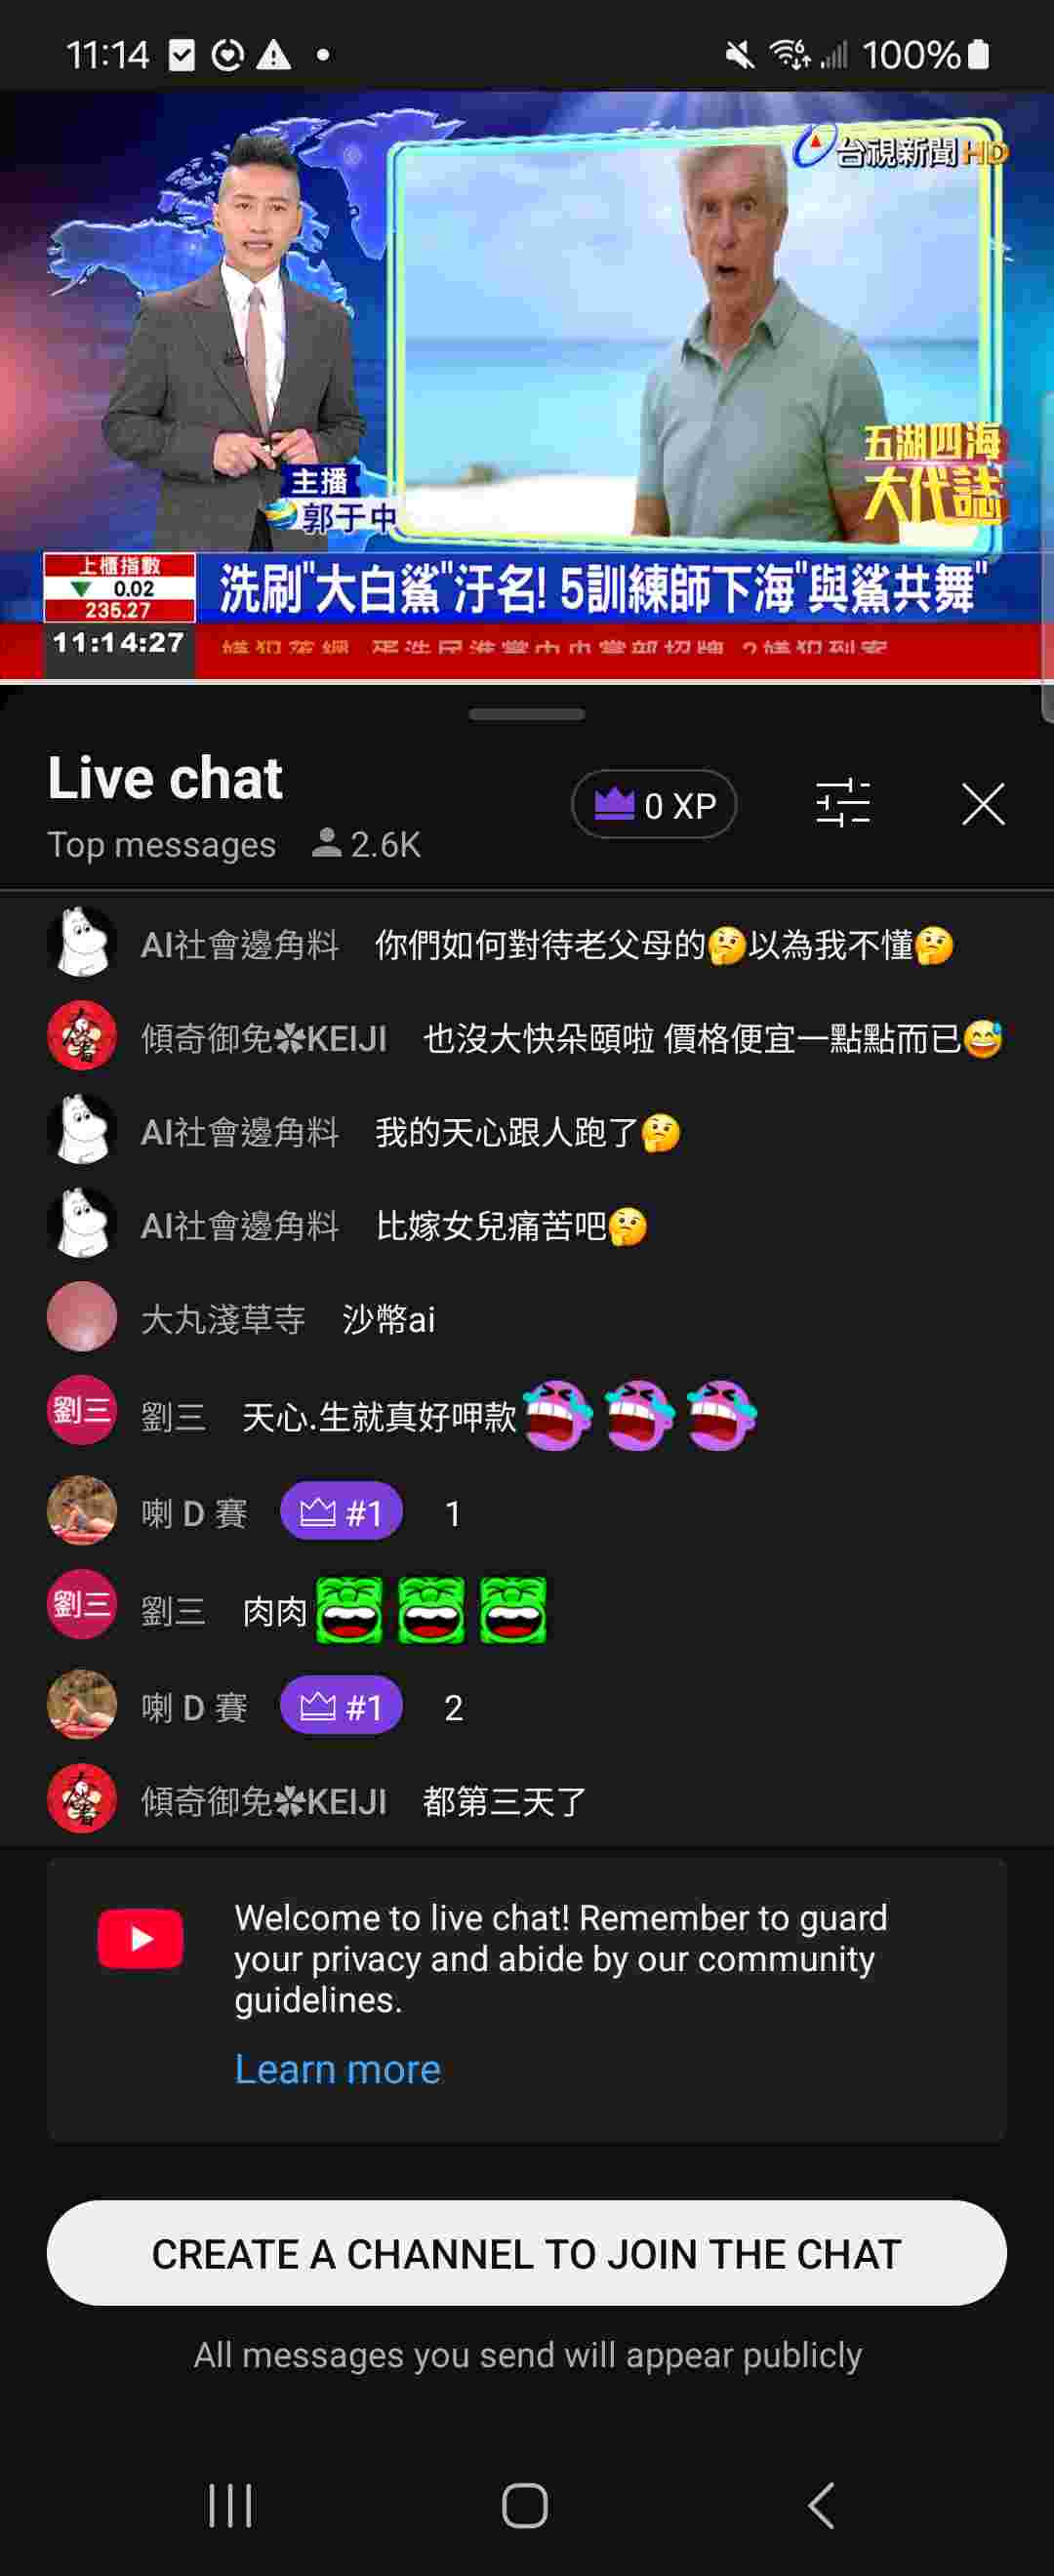 11:14
100%
台視新聞HD
五湖四海
大代誌
主播
郭于中
上櫃指數
0.02
235.27
洗刷"大白鯊"汙名! 5訓練師下海"與鯊共舞"
11:14:27
Live chat
0 XP
Top messages 2.6K
AI社會邊角料 你們如何對待老父母的🤔以為我不懂🤔
傾奇御免✽KEIJI 也沒大快朵頤啦 價格便宜一點點而已😅
AI社會邊角料 我的天心跟人跑了🤔
AI社會邊角料 比嫁女兒痛苦吧🤔
大丸淺草寺 沙幣ai
劉三 劉三 天心.生就真好呷款
喇 D 賽 #1 1
劉三 劉三 肉肉
喇 D 賽 #1 2
傾奇御免✽KEIJI 都第三天了
Welcome to live chat! Remember to guard
your privacy and abide by our community
guidelines.
Learn more
CREATE A CHANNEL TO JOIN THE CHAT
All messages you send will appear publicly